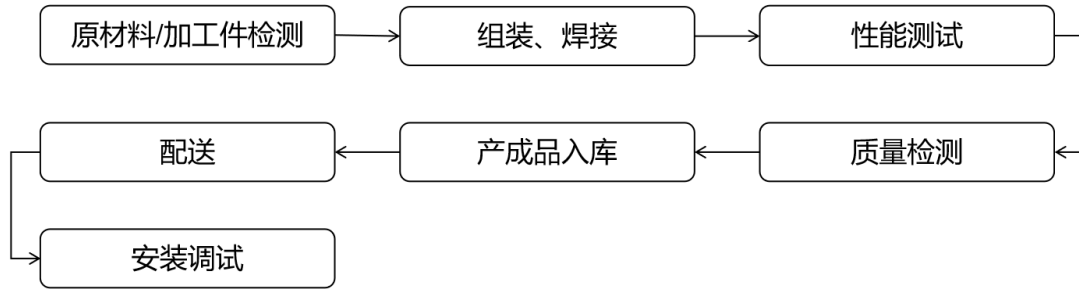 原材料/加工件检测
组装、焊接
性能测试
质量检测
产成品入库
配送
安装调试